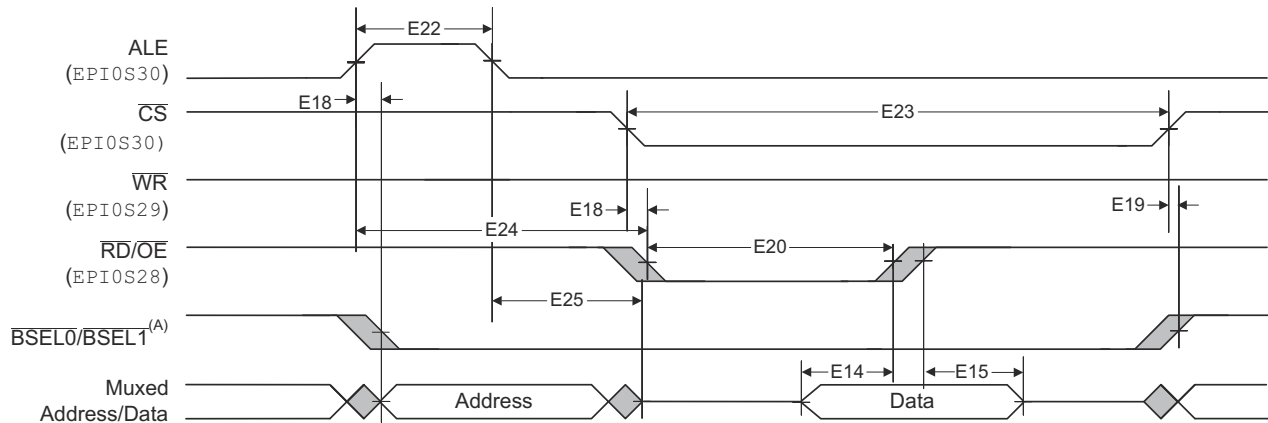 E22
ALE
(EPI0S30)
E18
CS
E23
(EPI0S30)
WR
(EPI0S29)
E18
E19
E24
RD/OE
E20
(EPI0S28)
E25
BSEL0/BSEL1(A)
E14
E15
Muxed
Address/Data
Address
Data